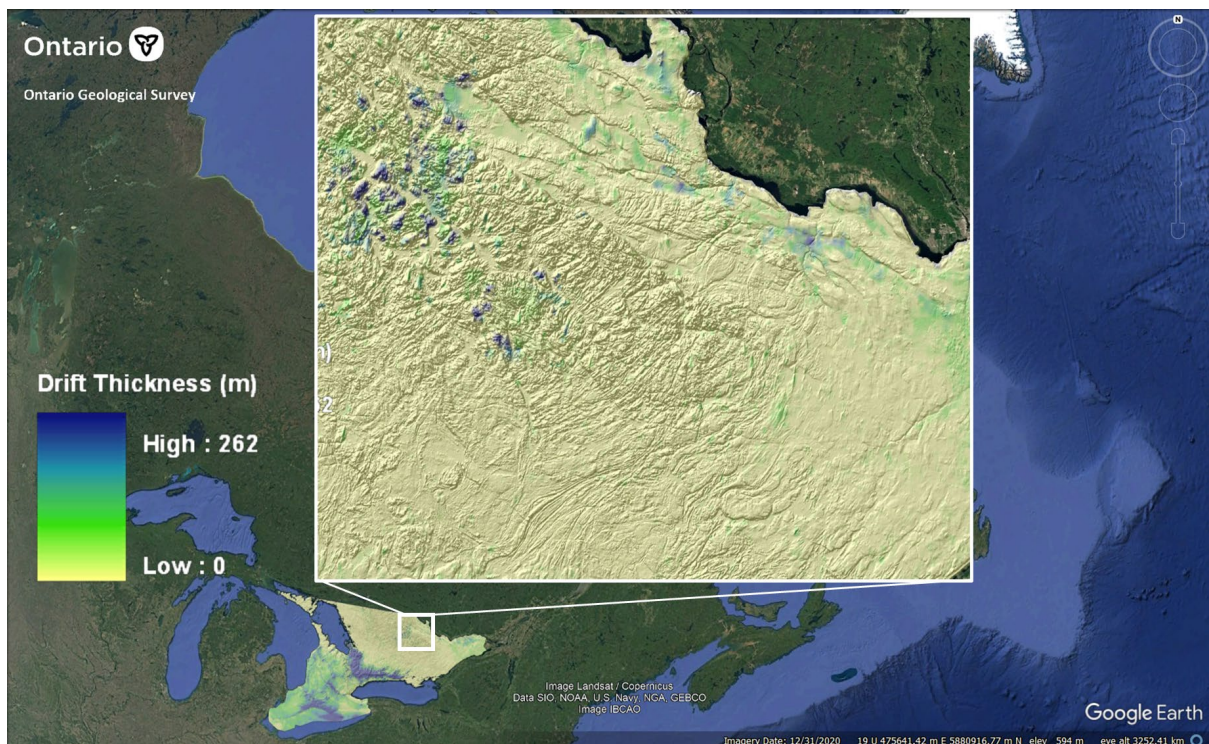 Ontario
Ontario Geological Survey
N
)
2
Drift Thickness (m)
High : 262
Low : 0
Image Landsat / Copernicus
Data SIO, NOAA, U.S. Navy, NGA, GEBCO
Image IBCAO
Google Earth
Imagery Date: 12/31/2020 19 U 475641.42 m E 5880916.77 m N elev 594 m eye alt 3252.41 km